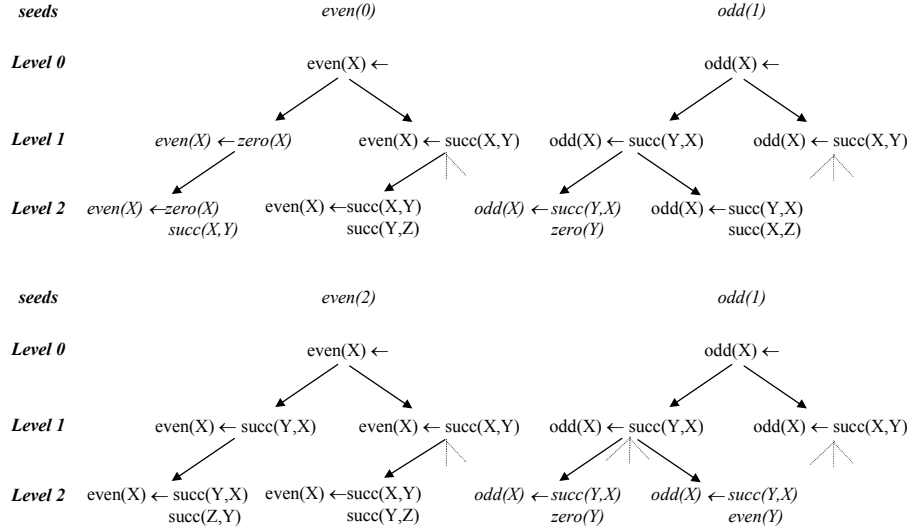 seeds even(0) odd(1)
Level 0 even(X) ← odd(X) ←
Level 1 even(X) ← zero(X) even(X) ← succ(X,Y) odd(X) ← succ(Y,X) odd(X) ← succ(X,Y)
Level 2 even(X) ←zero(X) even(X) ←succ(X,Y) odd(X) ← succ(Y,X) odd(X) ← succ(Y,X)
succ(X,Y) succ(Y,Z) zero(Y) succ(X,Z)
seeds even(2) odd(1)
Level 0 even(X) ← odd(X) ←
Level 1 even(X) ← succ(Y,X) even(X) ← succ(X,Y) odd(X) ← succ(Y,X) odd(X) ← succ(X,Y)
Level 2 even(X) ← succ(Y,X) even(X) ←succ(X,Y) odd(X) ← succ(Y,X) odd(X) ← succ(Y,X)
succ(Z,Y) succ(Y,Z) zero(Y) even(Y)